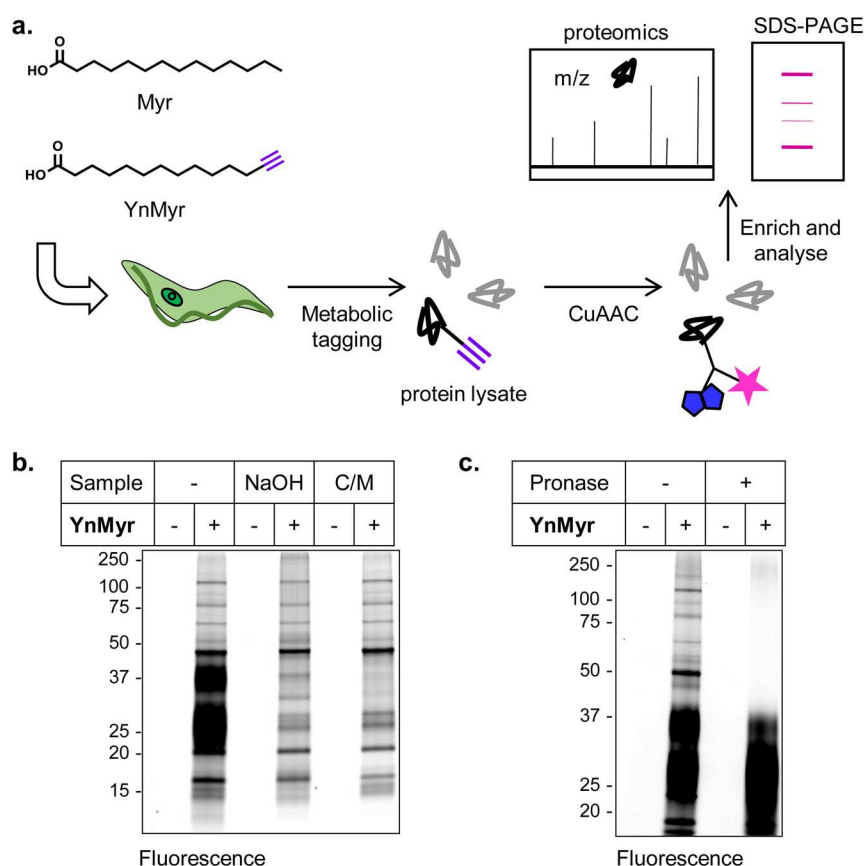 a.
HO
O
Myr
HO
O
YnMyr
Metabolic
tagging
protein lysate
CuAAC
Enrich and
analyse
proteomics
m/z
SDS-PAGE
b.
Sample - NaOH C/M
YnMyr - + - + - +
250 -
100 -
75 -
50 -
37 -
25 -
20 -
15 -
Fluorescence
c.
Pronase - +
YnMyr - + - +
250 -
100 -
75 -
50 -
37 -
25 -
20 -
Fluorescence